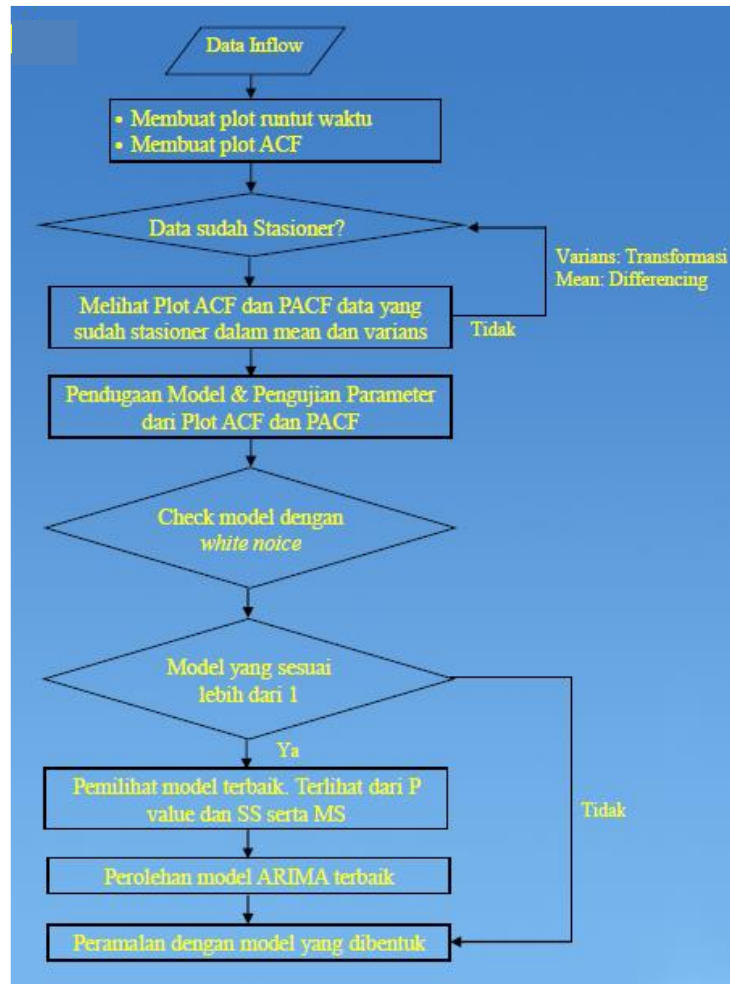 Data Inflow
• Membuat plot runtut waktu
• Membuat plot ACF
Data sudah Stasioner?
Varians: Transformasi
Mean: Differencing
Melihat Plot ACF dan PACF data yang
sudah stasioner dalam mean dan varians
Tidak
Pendugaan Model & Pengujian Parameter
dari Plot ACF dan PACF
Check model dengan
white noice
Model yang sesuai
lebih dari 1
Ya
Pemilihat model terbaik. Terlihat dari P
value dan SS serta MS
Tidak
Perolehan model ARIMA terbaik
Peramalan dengan model yang dibentuk